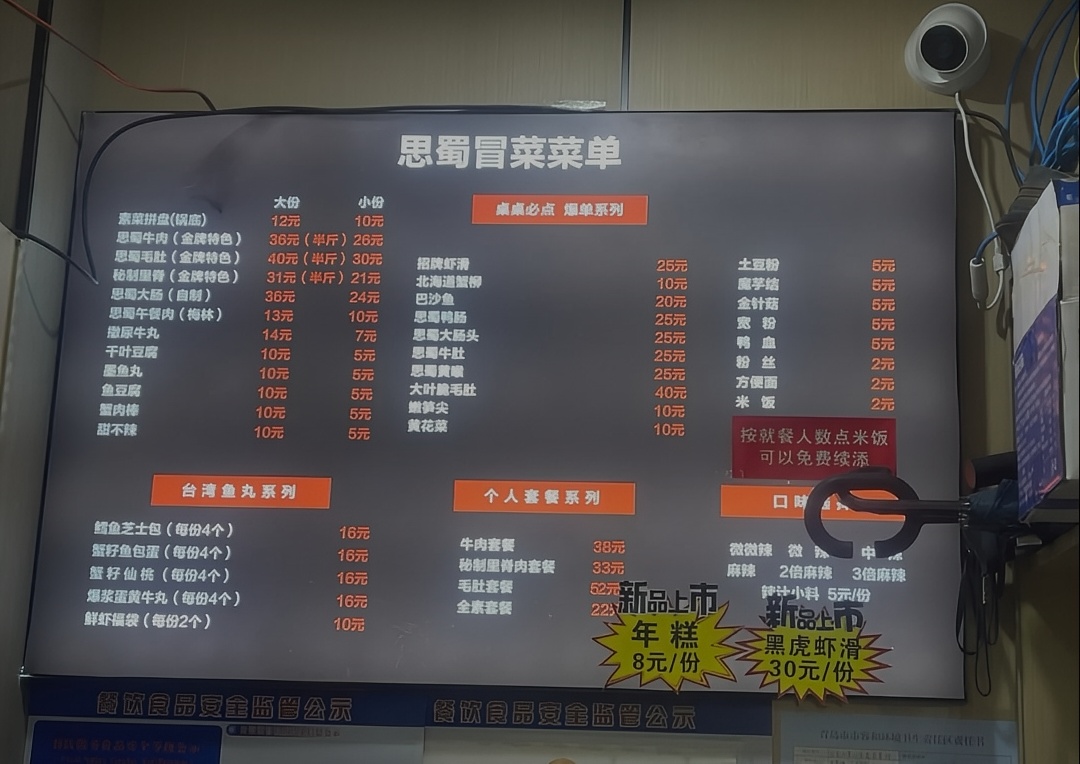 思蜀冒菜菜单
大份 小份
素菜拼盘(锅底) 12元 10元
思蜀牛肉（金牌特色） 36元（半斤）26元
思蜀毛肚（金牌特色） 40元（半斤）30元
秘制里脊（金牌特色） 31元（半斤）21元
思蜀大肠（自制） 36元 24元
思蜀午餐肉（梅林） 13元 10元
撒尿牛丸 14元 7元
千叶豆腐 10元 5元
墨鱼丸 10元 5元
鱼豆腐 10元 5元
蟹肉棒 10元 5元
甜不辣 10元 5元
桌桌必点 爆单系列
招牌虾滑 25元
北海道蟹柳 10元
巴沙鱼 20元
思蜀鸭肠 25元
思蜀大肠头 25元
思蜀牛肚 25元
思蜀黄喉 25元
大叶脆毛肚 40元
嫩笋尖 10元
黄花菜 10元
土豆粉 5元
魔芋结 5元
金针菇 5元
宽 粉 5元
鸭 血 5元
粉 丝 2元
方便面 2元
米 饭 2元
按就餐人数点米饭
可以免费续添
台湾鱼丸系列
鳕鱼芝士包（每份4个） 16元
蟹籽鱼包蛋（每份4个） 16元
蟹籽仙桃（每份4个） 16元
爆浆蛋黄牛丸（每份4个） 16元
鲜虾福袋（每份2个） 10元
个人套餐系列
牛肉套餐 38元
秘制里脊肉套餐 33元
毛肚套餐 52元
全素套餐 22
口味
微微辣 微 辣 中
麻辣 2倍麻辣 3倍麻辣
小料 5元/份
新品上市
年糕
8元/份
新品上市
黑虎虾滑
30元/份
餐饮食品安全监管公示
餐饮食品安全监管公示